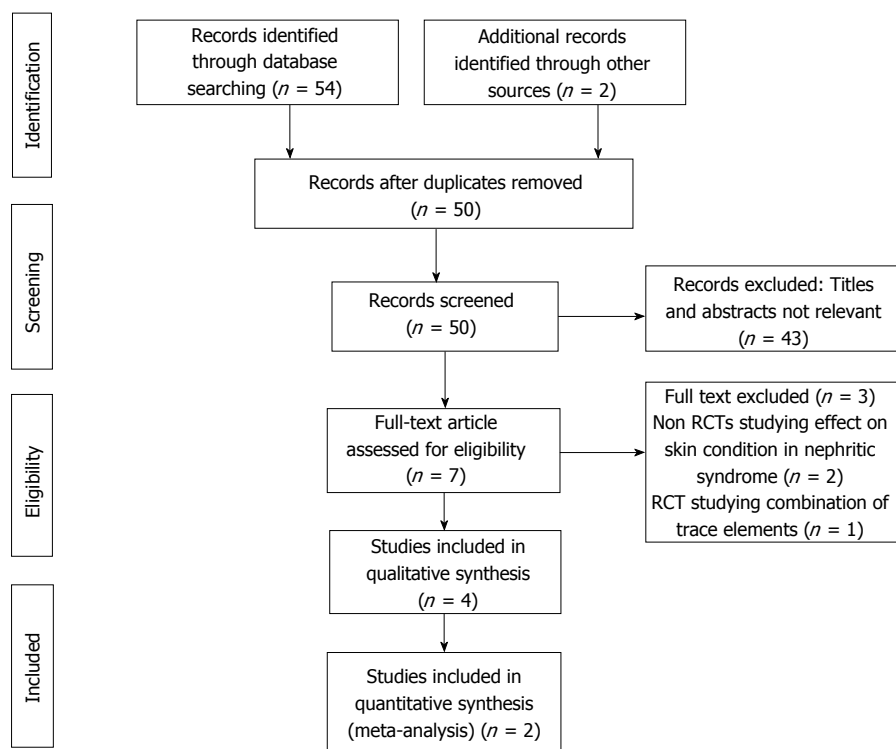 Identification
Records identified
through database
searching (n = 54)
Additional records
identified through other
sources (n = 2)
Records after duplicates removed
(n = 50)
Screening
Records screened
(n = 50)
Records excluded: Titles
and abstracts not relevant
(n = 43)
Eligibility
Full-text article
assessed for eligibility
(n = 7)
Full text excluded (n = 3)
Non RCTs studying effect on
skin condition in nephritic
syndrome (n = 2)
RCT studying combination of
trace elements (n = 1)
Studies included in
qualitative synthesis
(n = 4)
Included
Studies included in
quantitative synthesis
(meta-analysis) (n = 2)